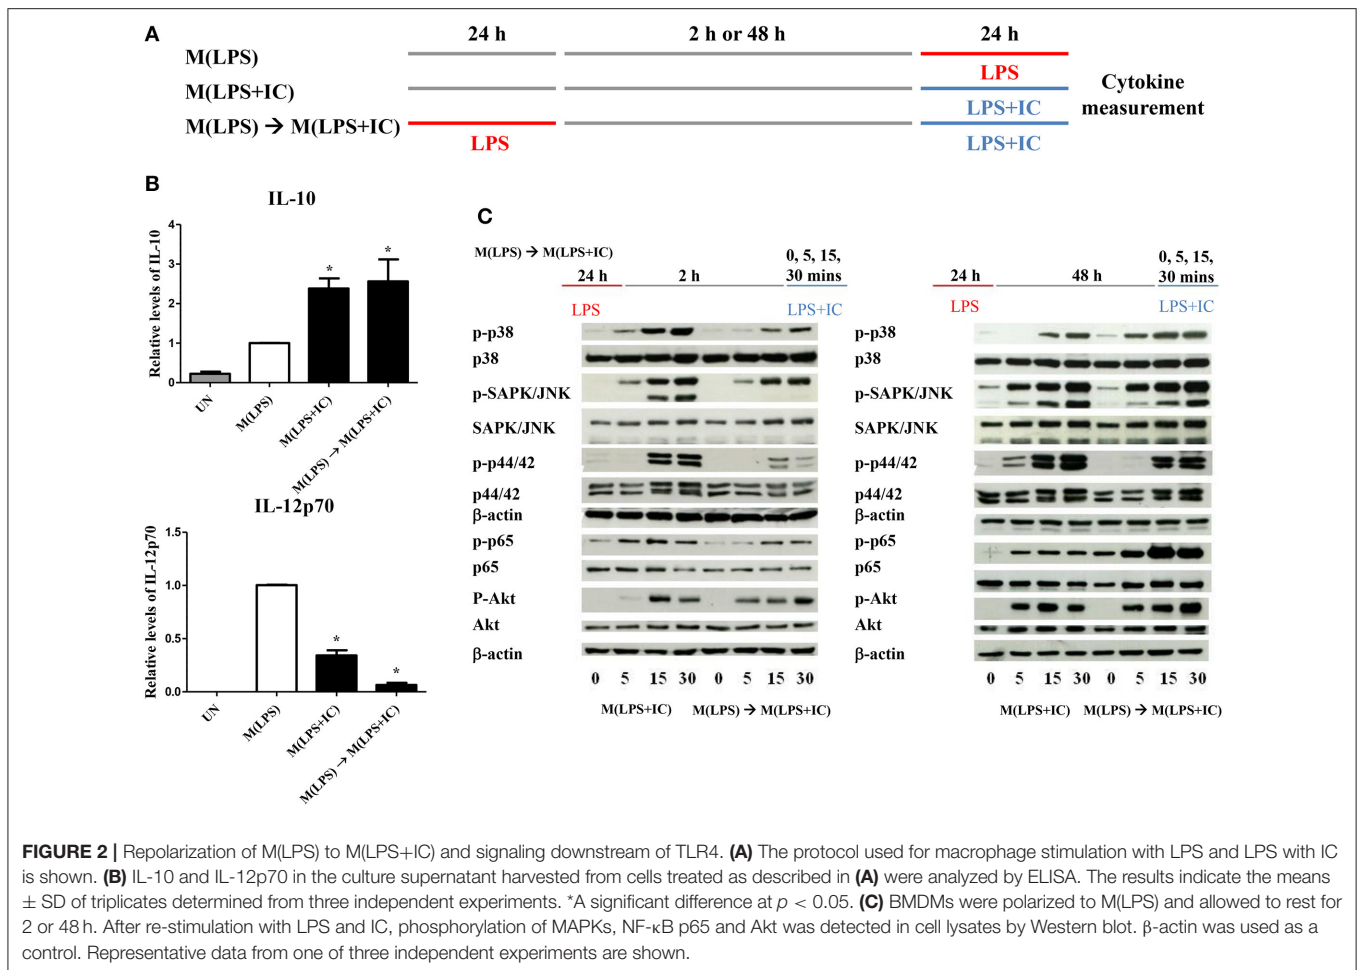 A
24 h
2 h or 48 h
24 h
M(LPS)
LPS
M(LPS+IC)
LPS+IC
M(LPS) → M(LPS+IC)
LPS
LPS+IC
Cytokine
measurement
B
IL-10
Relative levels of IL-10
4
3
2
1
0
*
*
UN
M(LPS)
M(LPS+IC)
M(LPS) → M(LPS+IC)
IL-12p70
Relative levels of IL-12p70
1.5
1.0
0.5
0.0
*
*
UN
M(LPS)
M(LPS+IC)
M(LPS) → M(LPS+IC)
C
M(LPS) → M(LPS+IC)
24 h
2 h
0, 5, 15,
30 mins
LPS
LPS+IC
p-p38
p38
p-SAPK/JNK
SAPK/JNK
p-p44/42
p44/42
β-actin
p-p65
p65
P-Akt
Akt
β-actin
0 5 15 30 0 5 15 30
M(LPS+IC) M(LPS) → M(LPS+IC)
24 h
48 h
0, 5, 15,
30 mins
LPS
LPS+IC
p-p38
p38
p-SAPK/JNK
SAPK/JNK
p-p44/42
p44/42
β-actin
p-p65
p65
p-Akt
Akt
β-actin
0 5 15 30 0 5 15 30
M(LPS+IC) M(LPS) → M(LPS+IC)
FIGURE 2 | Repolarization of M(LPS) to M(LPS+IC) and signaling downstream of TLR4. (A) The protocol used for macrophage stimulation with LPS and LPS with IC
is shown. (B) IL-10 and IL-12p70 in the culture supernatant harvested from cells treated as described in (A) were analyzed by ELISA. The results indicate the means
± SD of triplicates determined from three independent experiments. *A significant difference at p < 0.05. (C) BMDMs were polarized to M(LPS) and allowed to rest for
2 or 48 h. After re-stimulation with LPS and IC, phosphorylation of MAPKs, NF-κB p65 and Akt was detected in cell lysates by Western blot. β-actin was used as a
control. Representative data from one of three independent experiments are shown.